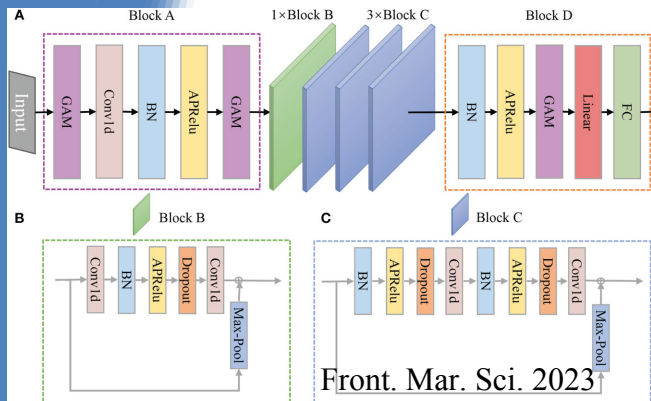 A
Block A
1×Block B
3×Block C
Block D
Input
GAM
Conv1d
BN
APRelu
GAM
BN
APRelu
GAM
Linear
FC
B
Block B
Conv1d
BN
APRelu
Dropout
Conv1d
Max-Pool
C
Block C
BN
APRelu
Dropout
Conv1d
BN
APRelu
Dropout
Conv1d
Max-Pool
Front. Mar. Sci. 2023